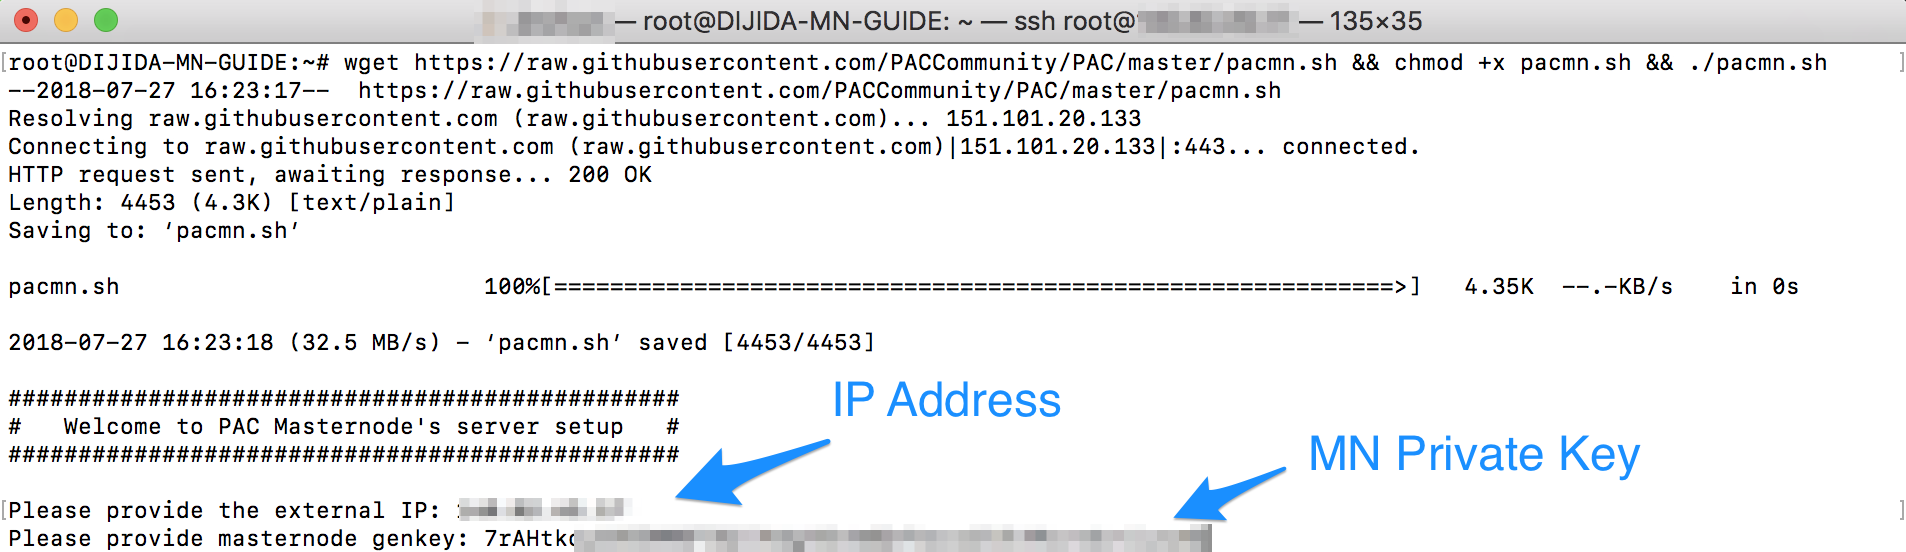 — root@DIJIDA-MN-GUIDE: ~ — ssh root@ — 135×35
root@DIJIDA-MN-GUIDE:~# wget https://raw.githubusercontent.com/PACCommunity/PAC/master/pacmn.sh && chmod +x pacmn.sh && ./pacmn.sh
--2018-07-27 16:23:17--  https://raw.githubusercontent.com/PACCommunity/PAC/master/pacmn.sh
Resolving raw.githubusercontent.com (raw.githubusercontent.com)... 151.101.20.133
Connecting to raw.githubusercontent.com (raw.githubusercontent.com)|151.101.20.133|:443... connected.
HTTP request sent, awaiting response... 200 OK
Length: 4453 (4.3K) [text/plain]
Saving to: ‘pacmn.sh’
pacmn.sh 100%[============================================================>] 4.35K --.-KB/s in 0s
2018-07-27 16:23:18 (32.5 MB/s) - ‘pacmn.sh’ saved [4453/4453]
################################################
#   Welcome to PAC Masternode's server setup   #
################################################
IP Address
MN Private Key
Please provide the external IP:
Please provide masternode genkey: 7rAHtk